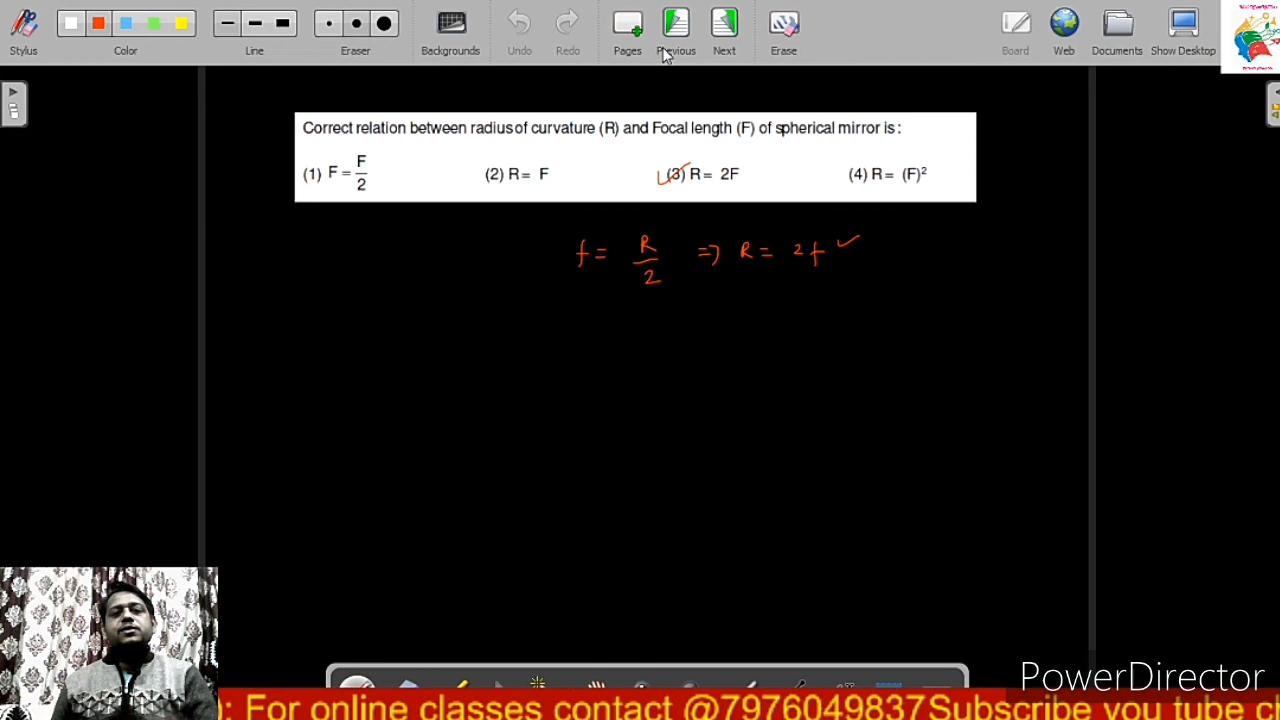 Stylus Color Line Eraser Backgrounds Undo Redo Pages Previous Next Erase Board Web Documents Show Desktop
Correct relation between radius of curvature (R) and Focal length (F) of spherical mirror is :
(1) F = F/2 (2) R = F (3) R = 2F (4) R = (F)²
f = R/2 => R = 2f ✓
PowerDirector
: For online classes contact @7976049837Subscribe you tube c